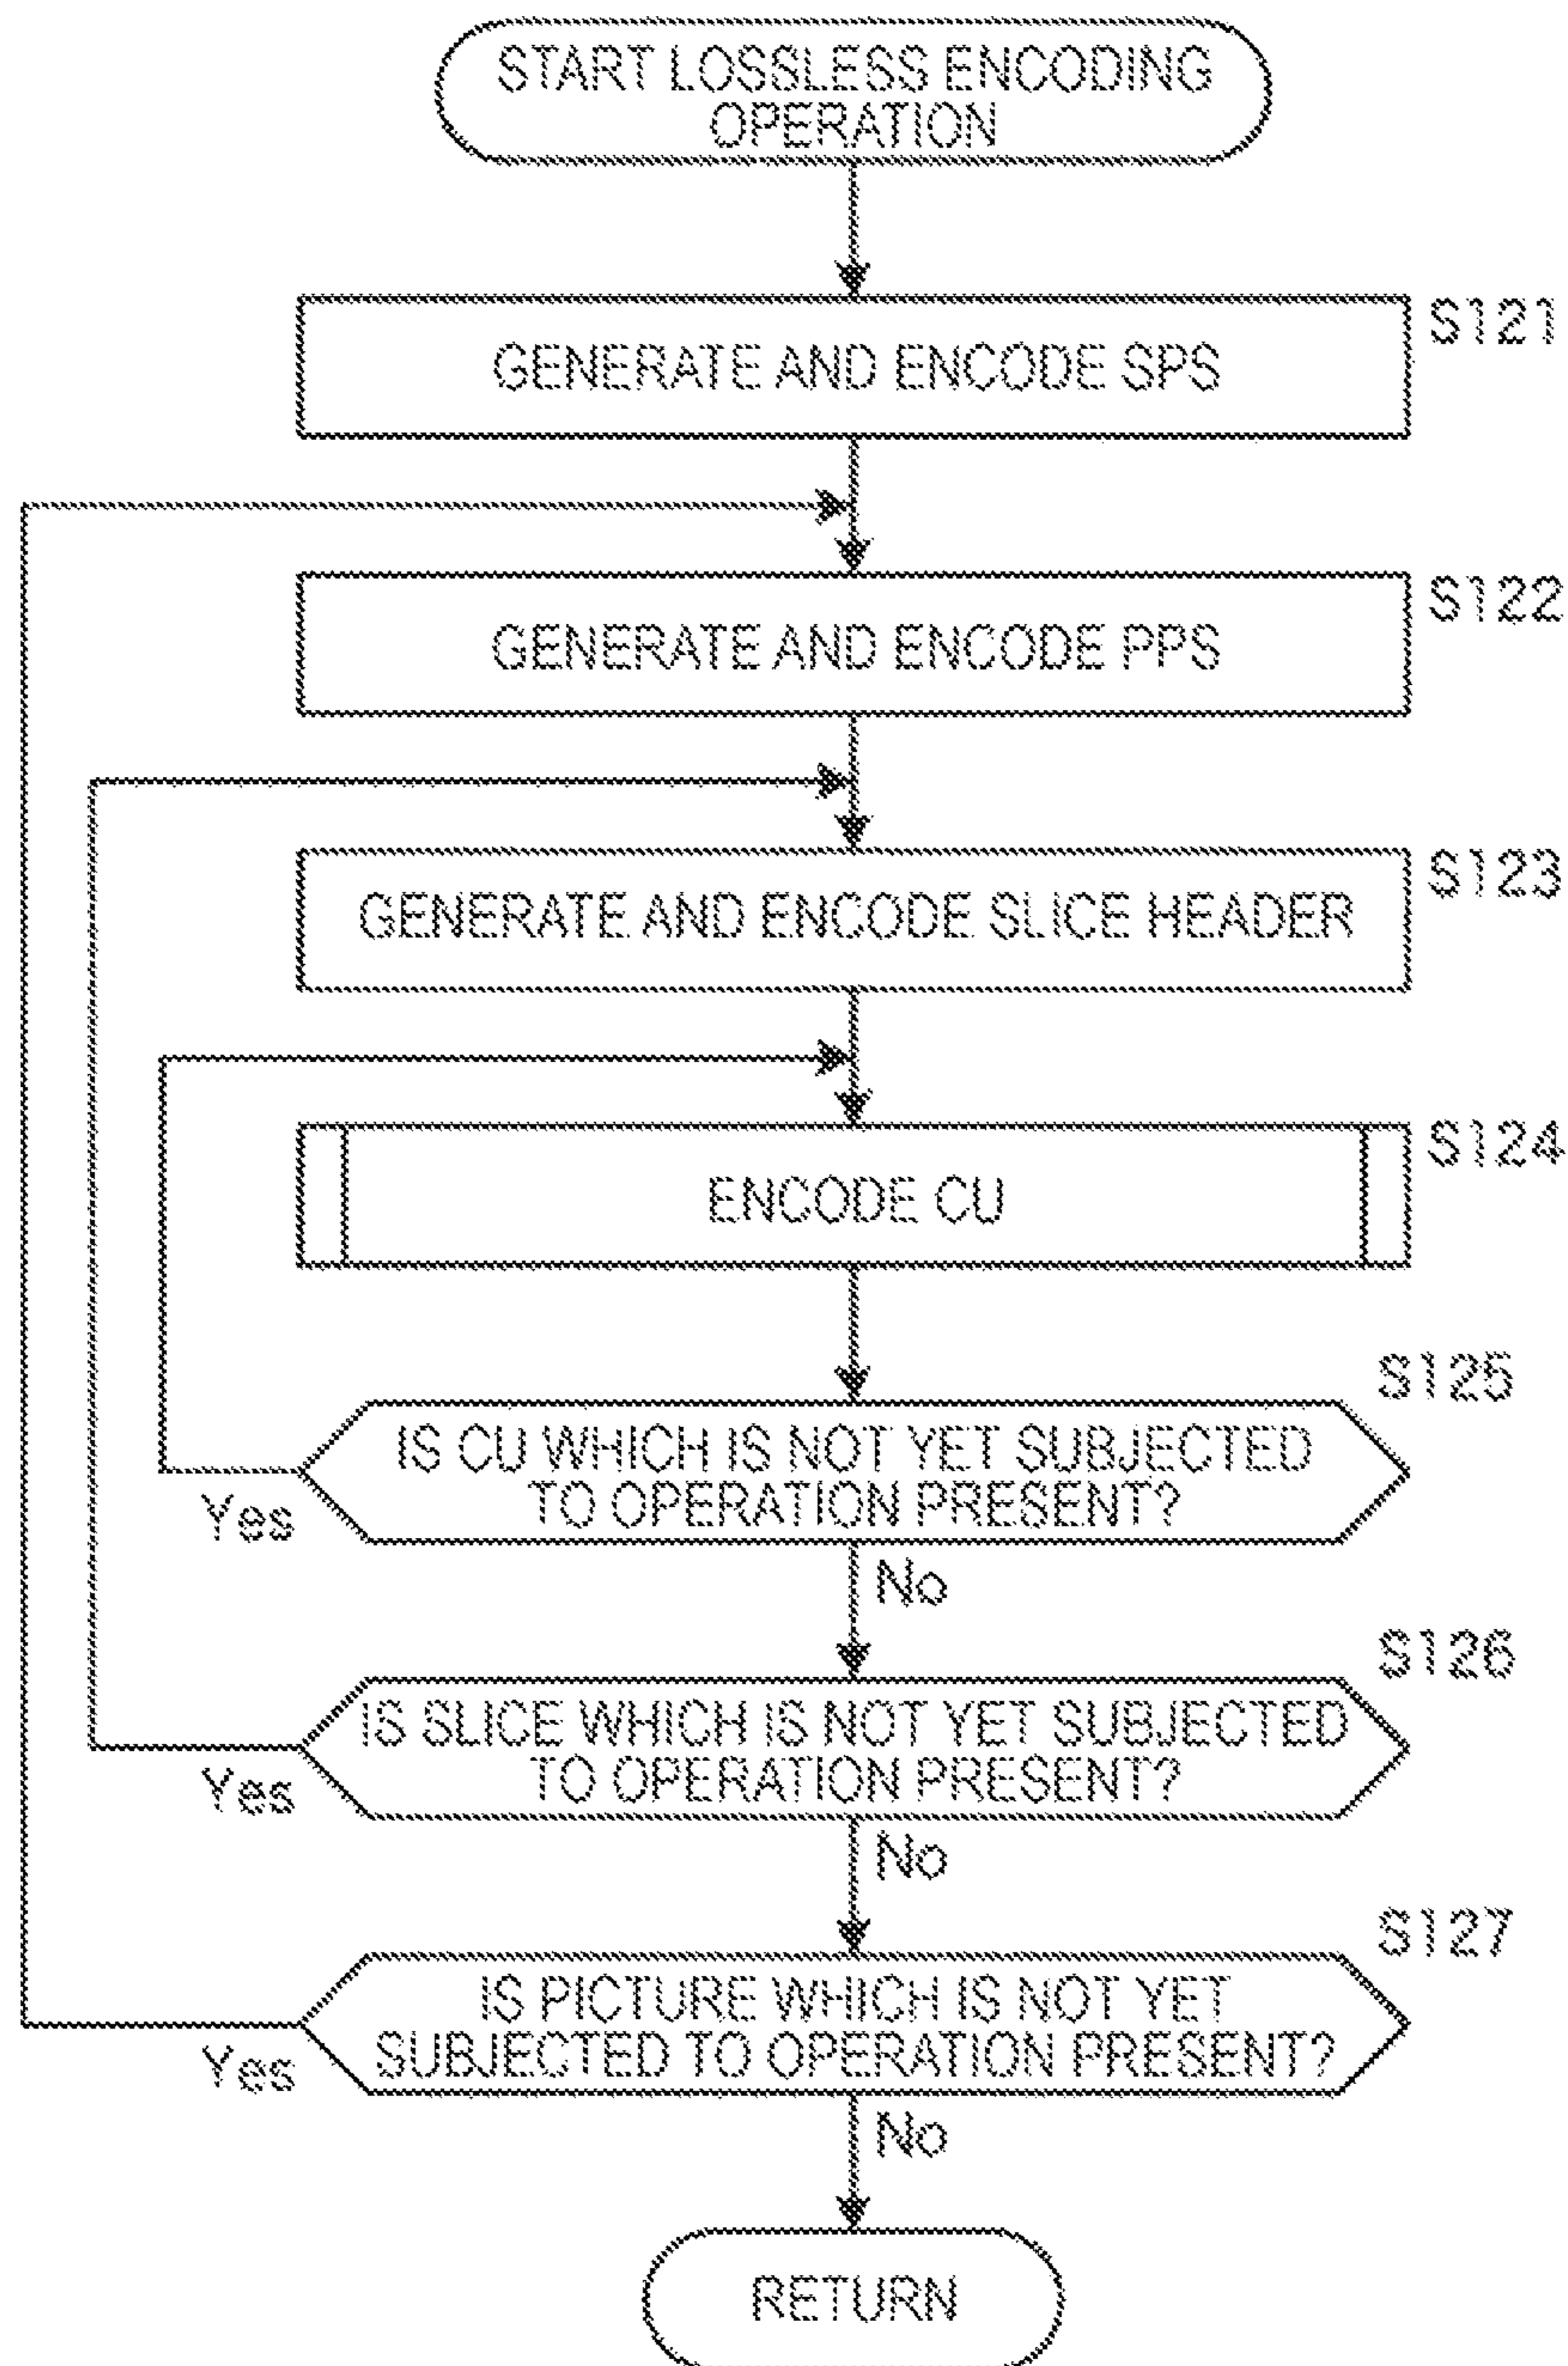 START LOSSLESS ENCODING
OPERATION
S121
GENERATE AND ENCODE SPS
S122
GENERATE AND ENCODE PPS
S123
GENERATE AND ENCODE SLICE HEADER
S124
ENCODE CU
S125
IS CU WHICH IS NOT YET SUBJECTED
TO OPERATION PRESENT?
Yes
No
S126
IS SLICE WHICH IS NOT YET SUBJECTED
TO OPERATION PRESENT?
Yes
No
S127
IS PICTURE WHICH IS NOT YET
SUBJECTED TO OPERATION PRESENT?
Yes
No
RETURN